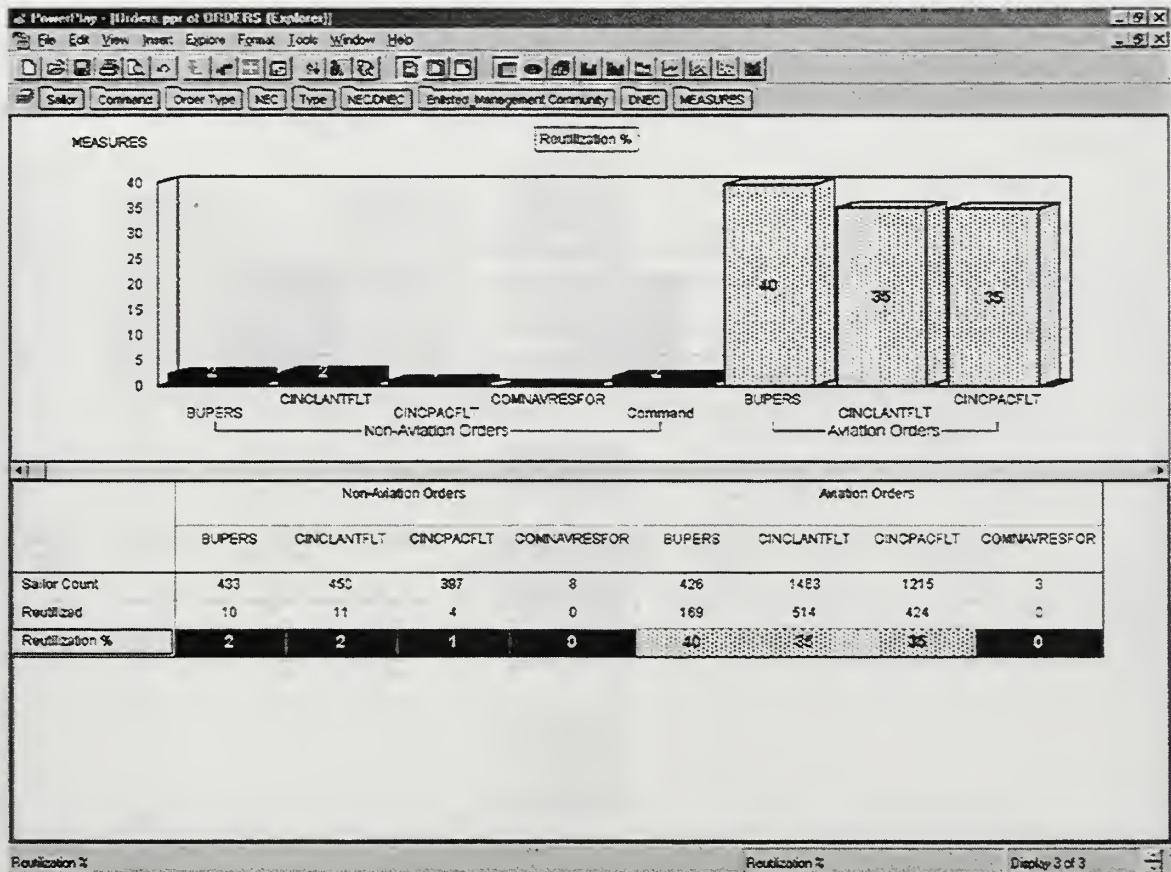 PowerPlay - [Orders.ppr of ORDERS (Explorer)]
File Edit View Insert Explore Format Tools Window Help
Sailor Command Order Type NEC Type NEC/DNEC Enlisted_Management Community DNEC MEASURES
MEASURES
Reutilization %
40
35
30
25
20
15
10
5
0
2 2 2 40 35 35
BUPERS CINCLANTFLT CINCPACFLT COMNAVRESFOR Command BUPERS CINCLANTFLT CINCPACFLT
Non-Aviation Orders Aviation Orders
Non-Aviation Orders Aviation Orders
BUPERS CINCLANTFLT CINCPACFLT COMNAVRESFOR BUPERS CINCLANTFLT CINCPACFLT COMNAVRESFOR
Sailor Count 433 8 426 1215 3
Reutilized 10 11 4 0 169 514 424 0
Reutilization % 2 2 1 0 40 35 35 0
Reutilization % Reutilization % Display 3 of 3